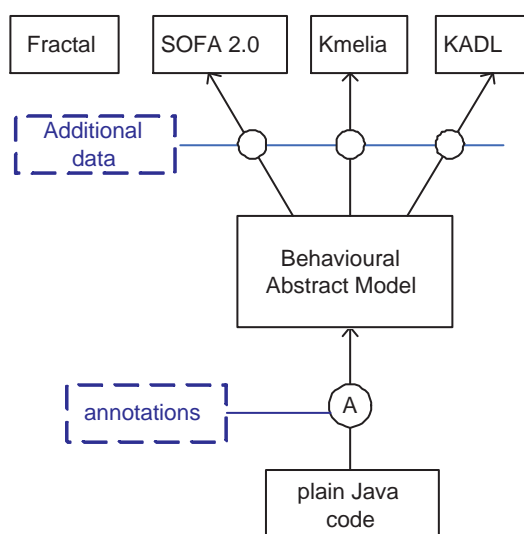 Fractal
SOFA 2.0
Kmelia
KADL
Additional
data
Behavioural
Abstract Model
annotations
A
plain Java
code